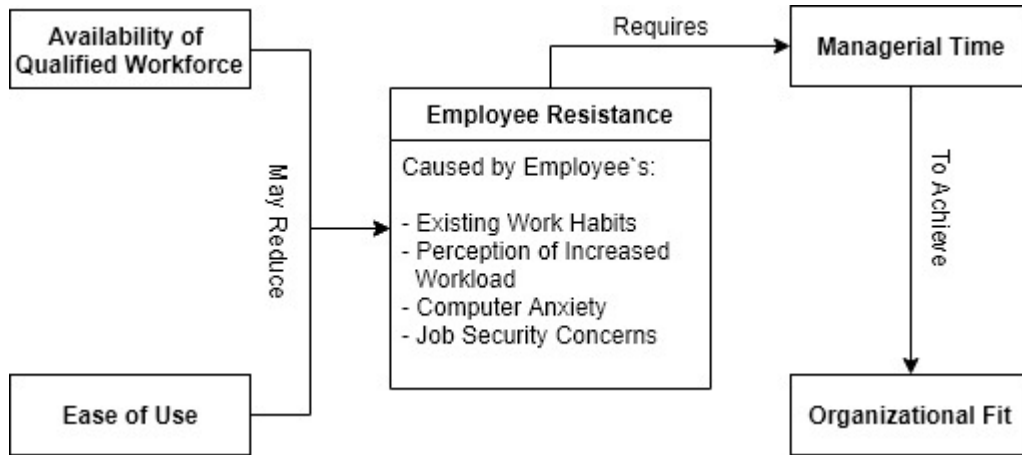 Availability of
Qualified Workforce
Requires
Managerial Time
Employee Resistance
Caused by Employee`s:
- Existing Work Habits
- Perception of Increased
Workload
- Computer Anxiety
- Job Security Concerns
May Reduce
To Achieve
Ease of Use
Organizational Fit